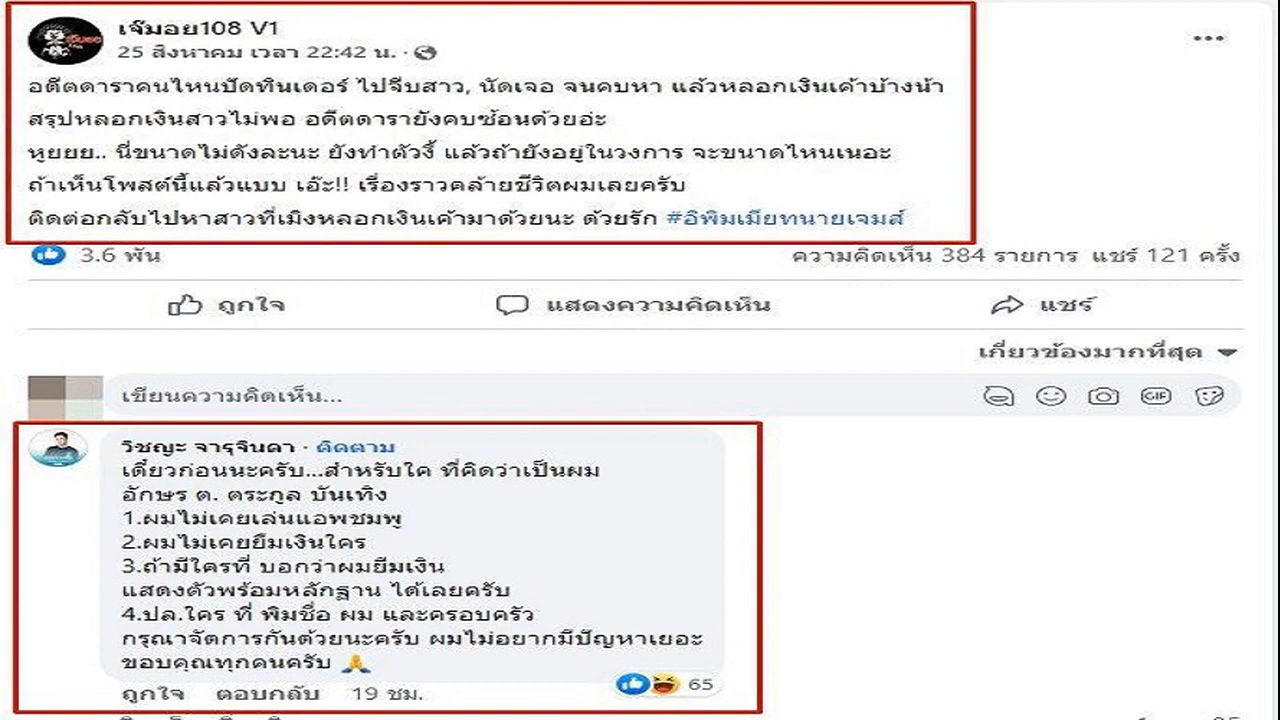 เจ๊มอย108 V1
25 สิงหาคม เวลา 22:42 น. ·
อดีตดาราคนไหนปัดทินเดอร์ ไปจีบสาว, นัดเจอ จนคบหา แล้วหลอกเงินเค้าบ้างน้า
สรุปหลอกเงินสาวไม่พอ อดีตดารายังคบซ้อนด้วยอ่ะ
หูยยย.. นี่ขนาดไม่ดังละนะ ยังทำตัวงี้ แล้วถ้ายังอยู่ในวงการ จะขนาดไหนเนอะ
ถ้าเห็นโพสต์นี้แล้วแบบ เอ๊ะ!! เรื่องราวคล้ายชีวิตผมเลยครับ
ติดต่อกลับไปหาสาวที่เมิงหลอกเงินเค้ามาด้วยนะ ด้วยรัก #อิพิมเมียทนายเจมส์
3.6 พัน ความคิดเห็น 384 รายการ แชร์ 121 ครั้ง
ถูกใจ แสดงความคิดเห็น แชร์
เกี่ยวข้องมากที่สุด
เขียนความคิดเห็น... GIF
วิชญะ จารุจินดา · ติดตาม
เดี๋ยวก่อนนะครับ...สำหรับใค ที่คิดว่าเป็นผม
อักษร ต. ตระกูล บันเทิง
1.ผมไม่เคยเล่นแอพชมพู
2.ผมไม่เคยยืมเงินใคร
3.ถ้ามีใครที่ บอกว่าผมยืมเงิน
แสดงตัวพร้อมหลักฐาน ได้เลยครับ
4.ปล.ใคร ที่ พิมชื่อ ผม และครอบครัว
กรุณาจัดการกันด้วยนะครับ ผมไม่อยากมีปัญหาเยอะ
ขอบคุณทุกคนครับ 🙏
65
ถูกใจ ตอบกลับ 19 ชม.